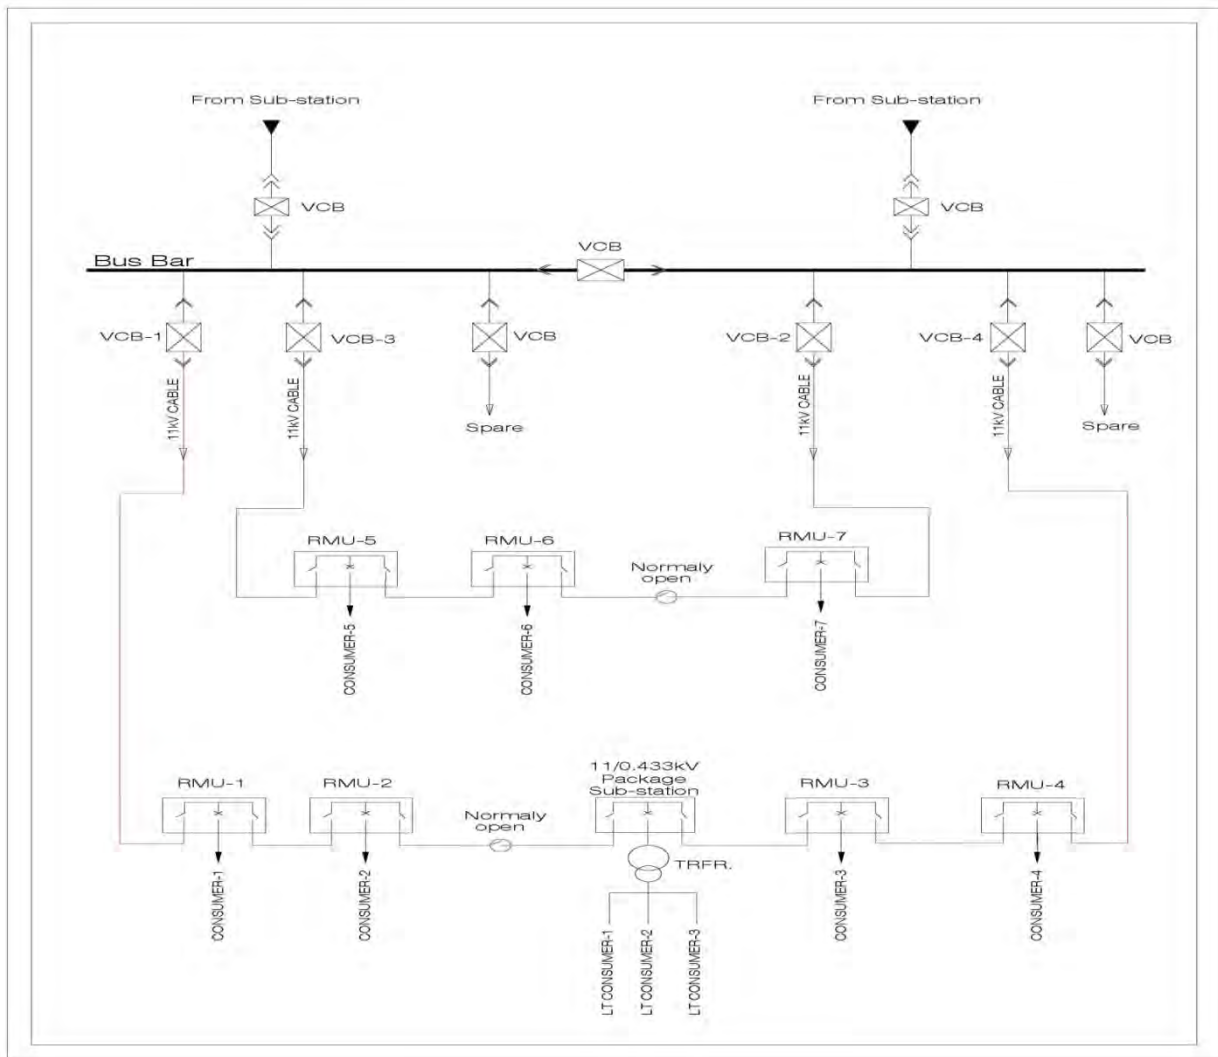 From Sub-station
From Sub-station
VCB
VCB
VCB
Bus Bar
VCB-1
VCB-3
VCB
VCB-2
VCB-4
VCB
11kV CABLE
11kV CABLE
11kV CABLE
11kV CABLE
Spare
Spare
RMU-5
RMU-6
RMU-7
Normaly
open
CONSUMER-5
CONSUMER-6
CONSUMER-7
RMU-1
RMU-2
11/0.433kV
Package
Sub-station
RMU-3
RMU-4
Normaly
open
TRFR.
CONSUMER-1
CONSUMER-2
CONSUMER-3
CONSUMER-4
LT CONSUMER-1
LT CONSUMER-2
LT CONSUMER-3